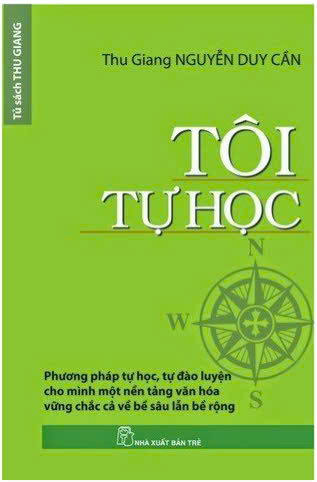 Tủ sách THU GIANG
Thu Giang NGUYỄN DUY CẦN
TÔI
TỰ HỌC
N
W
S
Phương pháp tự học, tự đào luyện
cho mình một nền tảng văn hóa
vững chắc cả về bề sâu lẫn bề rộng
NHÀ XUẤT BẢN TRẺ